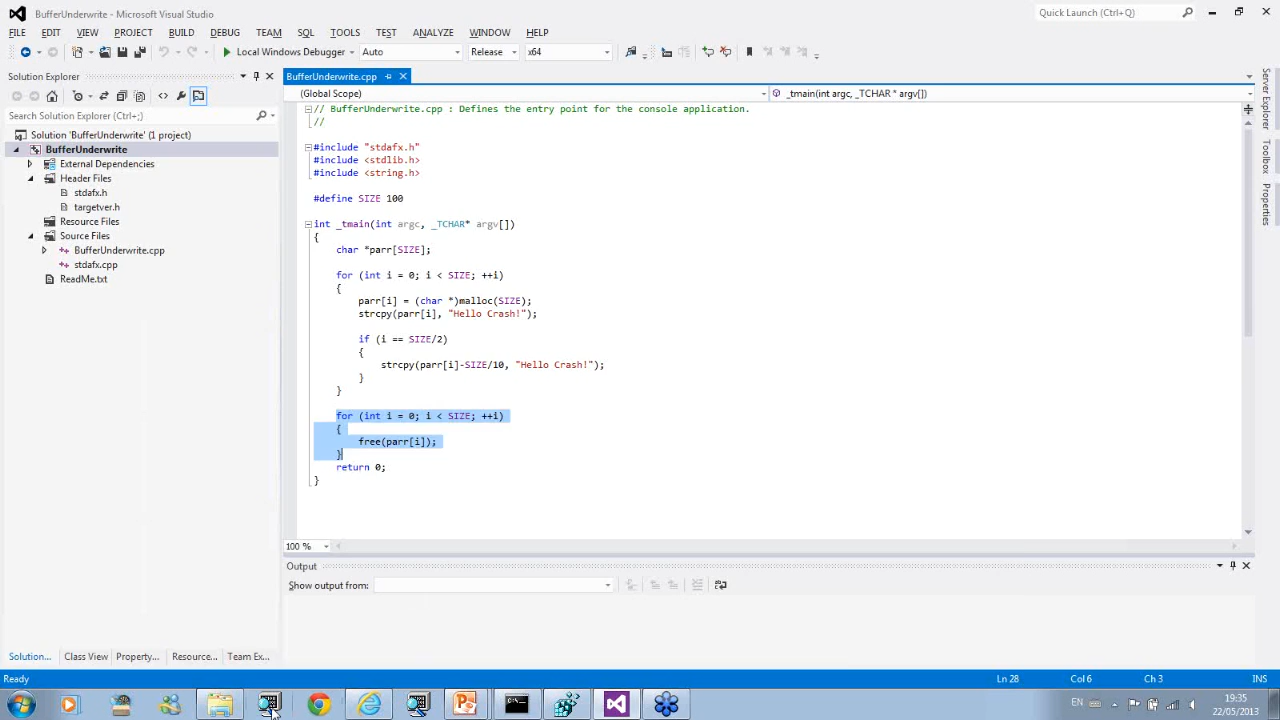 BufferUnderwrite - Microsoft Visual Studio
Quick Launch (Ctrl+Q)
FILE EDIT VIEW PROJECT BUILD DEBUG TEAM SQL TOOLS TEST ANALYZE WINDOW HELP
Local Windows Debugger Auto Release x64
Solution Explorer
Search Solution Explorer (Ctrl+;)
Solution 'BufferUnderwrite' (1 project)
BufferUnderwrite
External Dependencies
Header Files
stdafx.h
targetver.h
Resource Files
Source Files
BufferUnderwrite.cpp
stdafx.cpp
ReadMe.txt
Solution... Class View Property... Resource... Team Ex...
BufferUnderwrite.cpp
(Global Scope) _tmain(int argc, _TCHAR * argv[])
// BufferUnderwrite.cpp : Defines the entry point for the console application.
//
#include "stdafx.h"
#include <stdlib.h>
#include <string.h>
#define SIZE 100
int _tmain(int argc, _TCHAR* argv[])
{
char *parr[SIZE];
for (int i = 0; i < SIZE; ++i)
{
parr[i] = (char *)malloc(SIZE);
strcpy(parr[i], "Hello Crash!");
if (i == SIZE/2)
{
strcpy(parr[i]-SIZE/10, "Hello Crash!");
}
}
for (int i = 0; i < SIZE; ++i)
{
free(parr[i]);
}
return 0;
}
100 %
Output
Show output from:
Server Explorer
Toolbox
Properties
Ready Ln 28 Col 6 Ch 3 INS
EN 19:35
22/05/2013